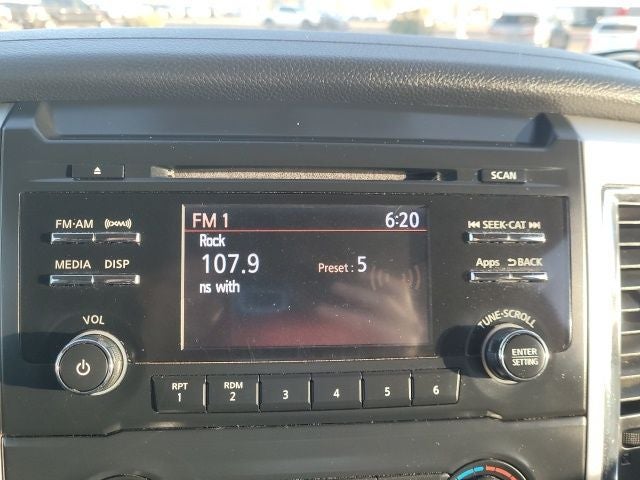 SCAN
FM·AM
SEEK·CAT
MEDIA DISP
Apps BACK
VOL
TUNE·SCROLL
ENTER
SETTING
FM 1 6:20
Rock
107.9 Preset : 5
ns with
RPT
1
RDM
2
3
4
5
6